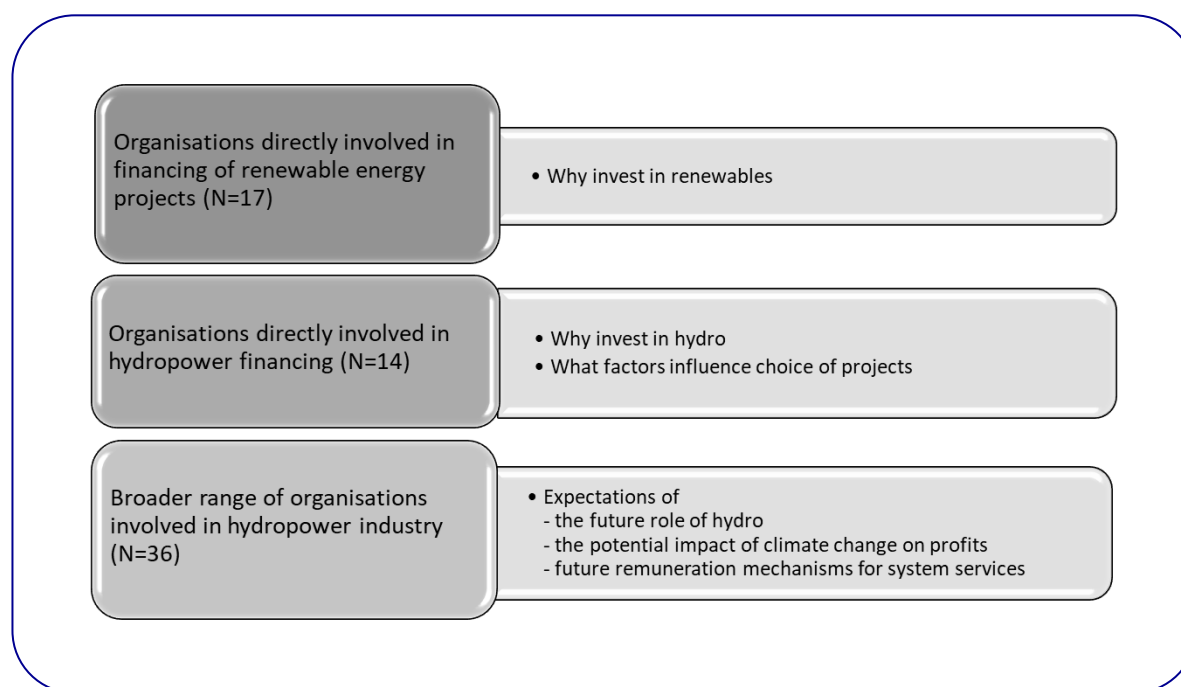 Organisations directly involved in
financing of renewable energy
projects (N=17)
• Why invest in renewables
Organisations directly involved in
hydropower financing (N=14)
• Why invest in hydro
• What factors influence choice of projects
Broader range of organisations
involved in hydropower industry
(N=36)
• Expectations of
- the future role of hydro
- the potential impact of climate change on profits
- future remuneration mechanisms for system services